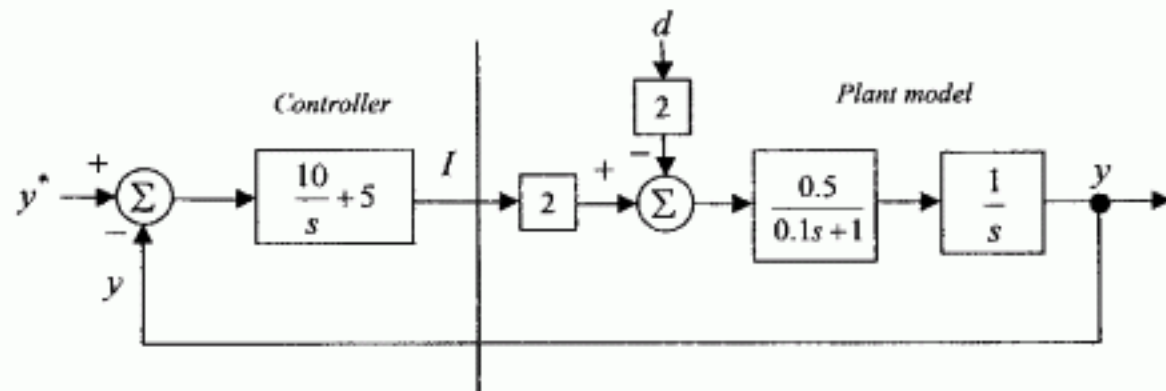 d
Controller
Plant model
2
y* + Σ 10/s + 5 I 2 + − Σ 0.5/0.1s + 1 1/s y
−
y